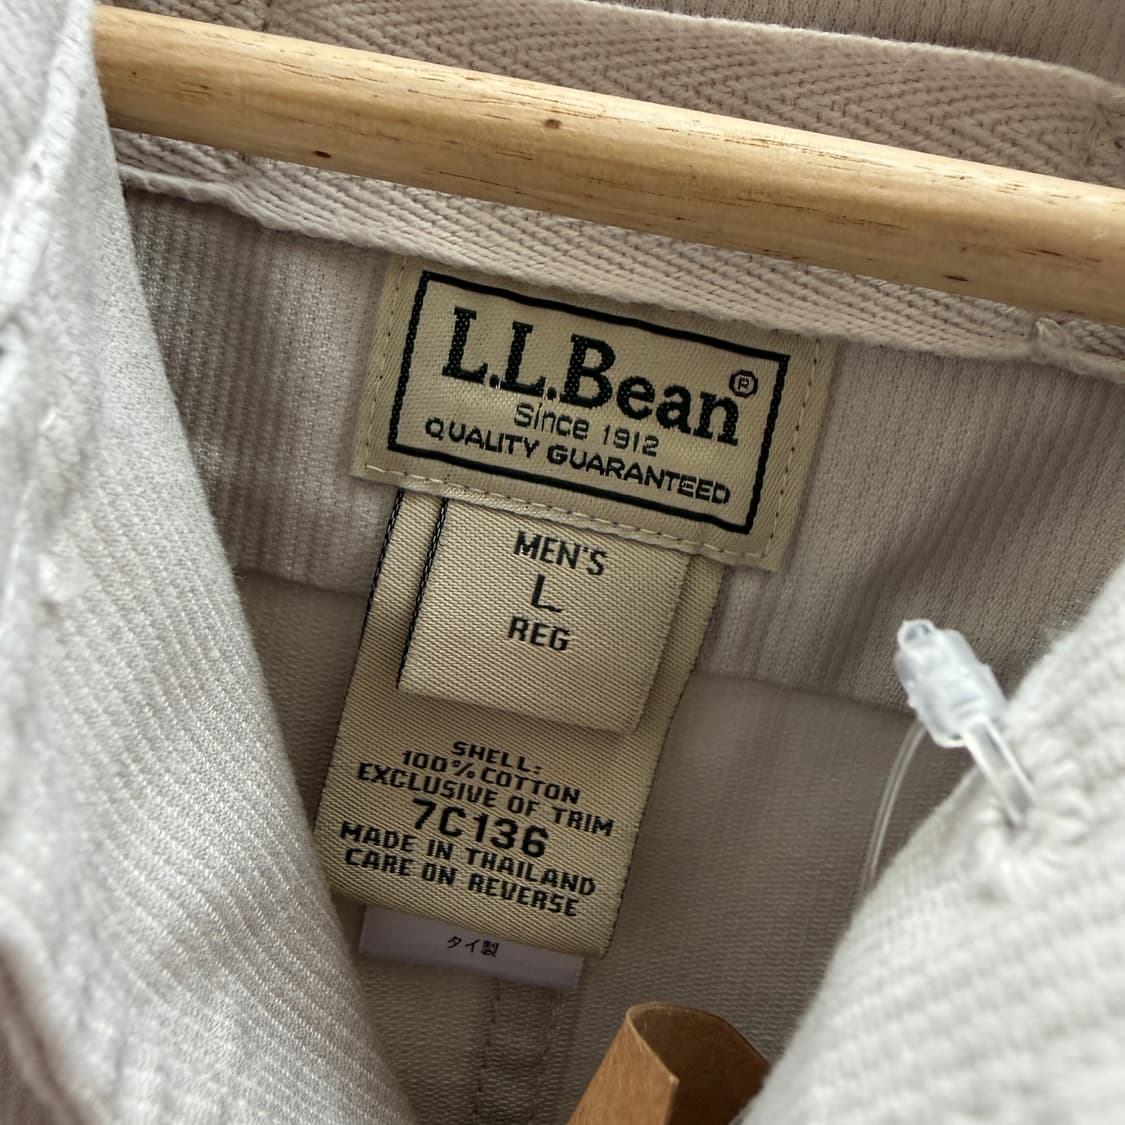 L.L.Bean®
Since 1912
QUALITY GUARANTEED
MEN'S
L
REG
SHELL:
100% COTTON
EXCLUSIVE OF TRIM
7C136
MADE IN THAILAND
CARE ON REVERSE
タイ製